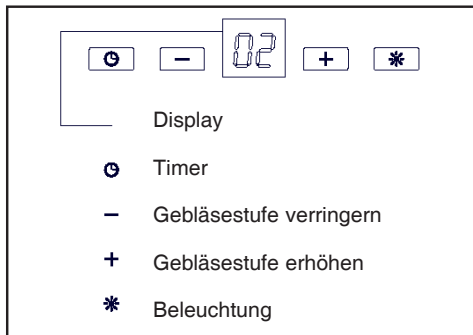 − 02 +
Display
Timer
− Gebläsestufe verringern
+ Gebläsestufe erhöhen
Beleuchtung